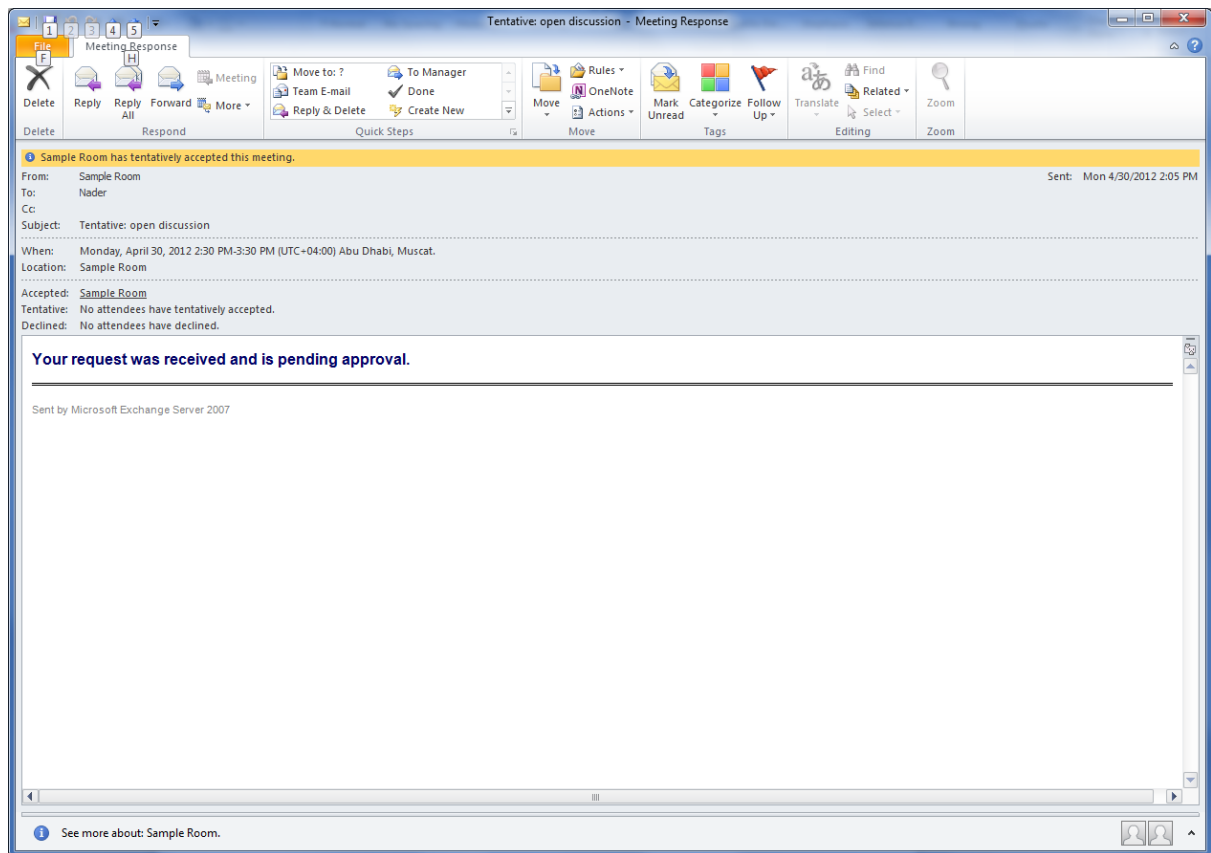 Tentative: open discussion - Meeting Response
1 2 3 4 5
File Meeting Response
F H
Delete Reply Reply All Forward Meeting More
Move to: ? To Manager
Team E-mail Done
Reply & Delete Create New
Move Rules OneNote Actions
Mark Unread Categorize Follow Up
Translate Find Related Select
Zoom
Delete Respond Quick Steps Move Tags Editing Zoom
Sample Room has tentatively accepted this meeting.
From: Sample Room Sent: Mon 4/30/2012 2:05 PM
To: Nader
Cc:
Subject: Tentative: open discussion
When: Monday, April 30, 2012 2:30 PM-3:30 PM (UTC+04:00) Abu Dhabi, Muscat.
Location: Sample Room
Accepted: Sample Room
Tentative: No attendees have tentatively accepted.
Declined: No attendees have declined.
Your request was received and is pending approval.
Sent by Microsoft Exchange Server 2007
See more about: Sample Room.